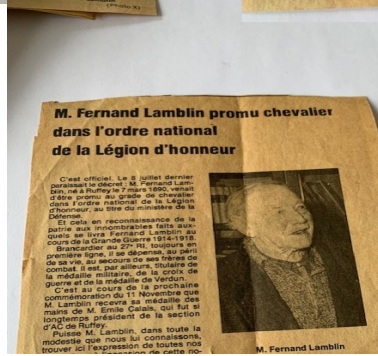 (Photo X)
M. Fernand Lamblin promu chevalier
dans l'ordre national
de la Légion d'honneur
C'est officiel. Le 8 juillet dernier
paraissait le décret : M. Fernand Lam-
blin, né à Ruffey le 7 mars 1890, venait
d'être promu au grade de chevalier
dans l'ordre national de la Légion
d'honneur, au titre du ministère de la
Défense.
Et cela en reconnaissance de la
patrie aux innombrables faits aux-
quels se livra Fernand Lamblin au
cours de la Grande Guerre 1914-1918.
Brancardier au 27e RI, toujours en
première ligne, il se dépensa, au péril
de sa vie, au secours de ses frères de
combat. Il est, par ailleurs, titulaire de
la médaille militaire, de la croix de
guerre et de la médaille de Verdun.
C'est au cours de la prochaine
commémoration du 11 Novembre que
M. Lamblin recevra sa médaille des
mains de M. Emile Calais, qui fut si
longtemps président de la section
d'AC de Ruffey.
Puisse M. Lamblin, dans toute la
modestie que nous lui connaissons,
trouver ici l'expression de toutes nos
M. Fernand Lamblin